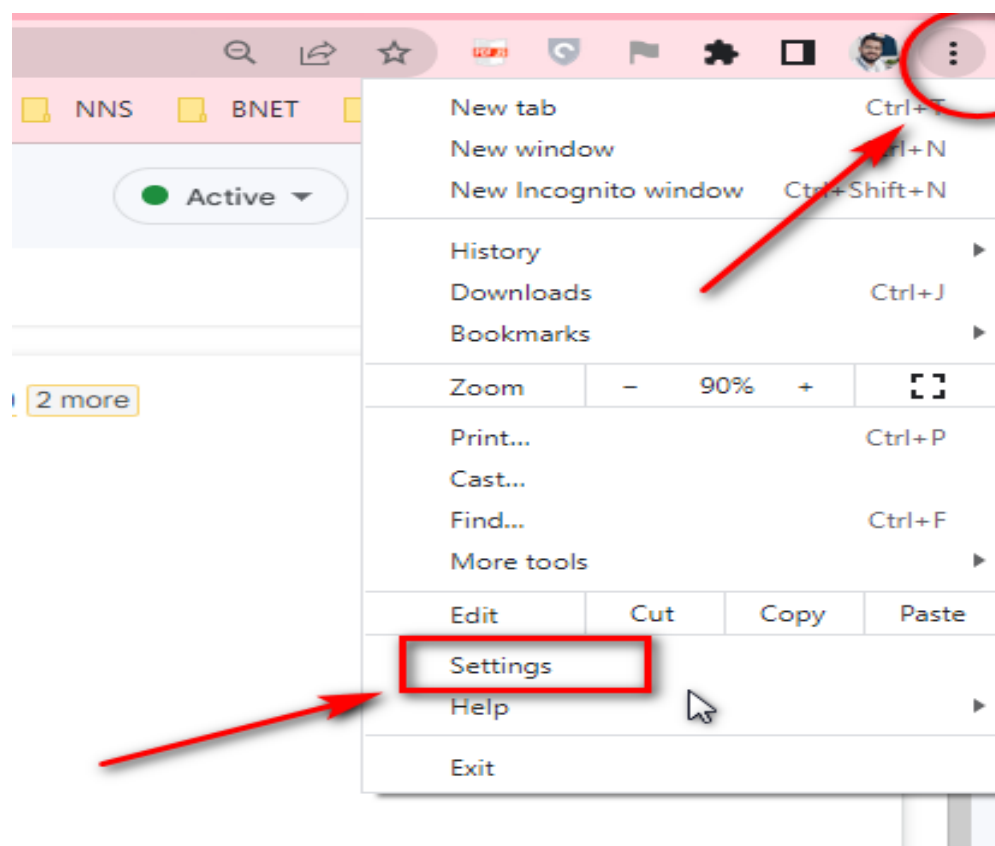 NNS BNET
Active
2 more
New tab Ctrl+T
New window Ctrl+N
New Incognito window Ctrl+Shift+N
History
Downloads Ctrl+J
Bookmarks
Zoom − 90% +
Print... Ctrl+P
Cast...
Find... Ctrl+F
More tools
Edit Cut Copy Paste
Settings
Help
Exit